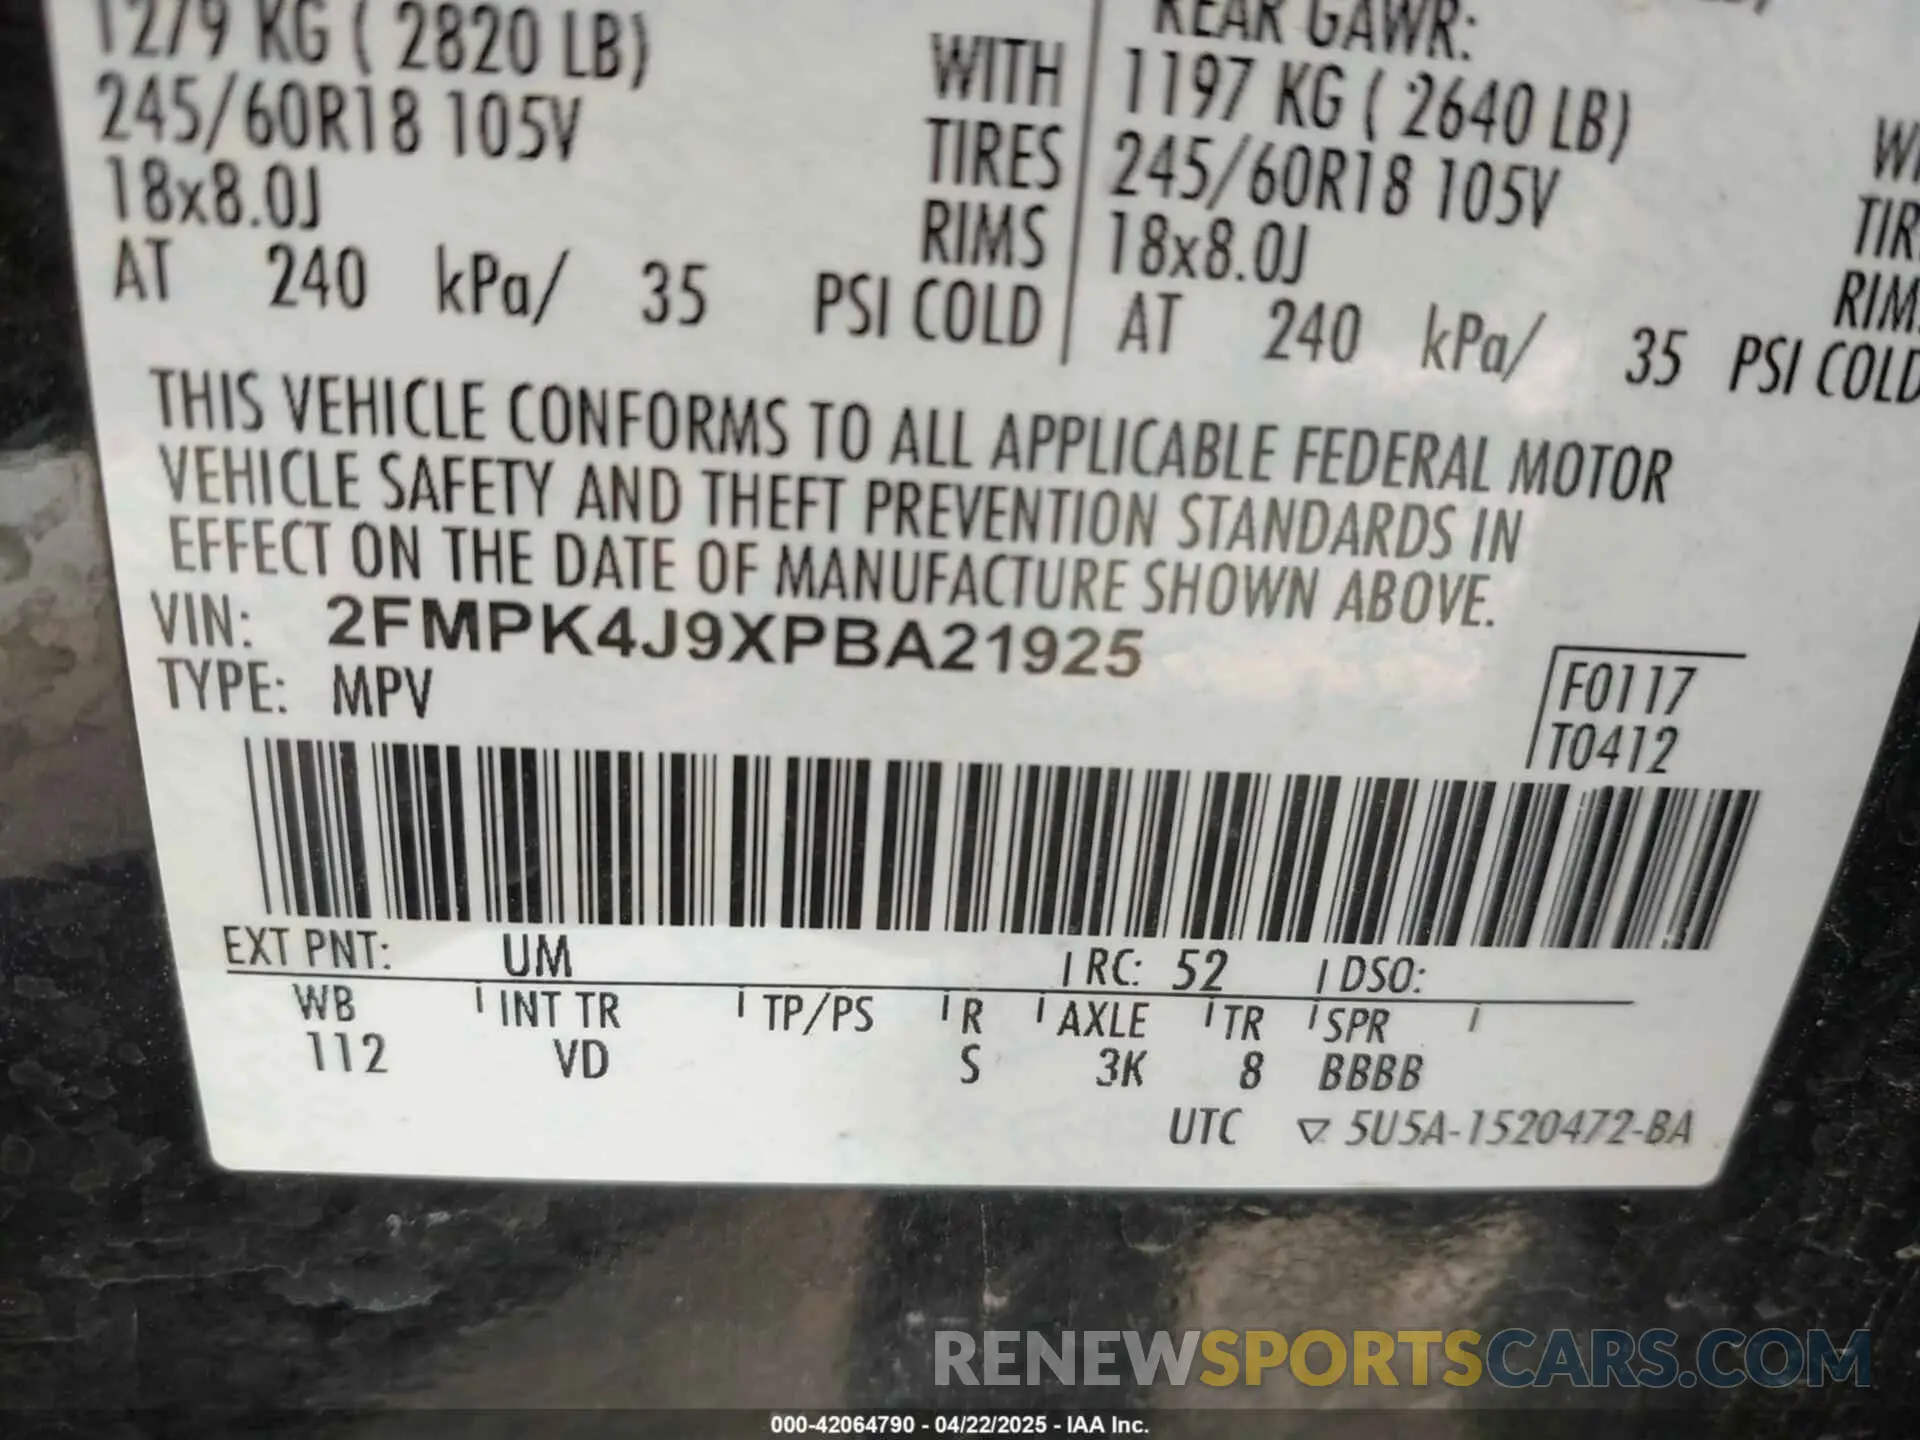 1279 KG ( 2820 LB)
245/60R18 105V
18x8.0J
AT 240 kPa/ 35 PSI COLD
WITH
TIRES
RIMS
REAR GAWR:
1197 KG ( 2640 LB)
245/60R18 105V
18x8.0J
AT 240 kPa/ 35 PSI COLD
THIS VEHICLE CONFORMS TO ALL APPLICABLE FEDERAL MOTOR
VEHICLE SAFETY AND THEFT PREVENTION STANDARDS IN
EFFECT ON THE DATE OF MANUFACTURE SHOWN ABOVE.
VIN: 2FMPK4J9XPBA21925
TYPE: MPV
F0117
T0412
EXT PNT: UM RC: 52 DSO:
WB INT TR TP/PS R AXLE TR SPR
112 VD S 3K 8 BBBB
UTC ▽ 5U5A-1520472-BA
RENEWSPORTSCARS.COM
000-42064790 - 04/22/2025 - IAA Inc.